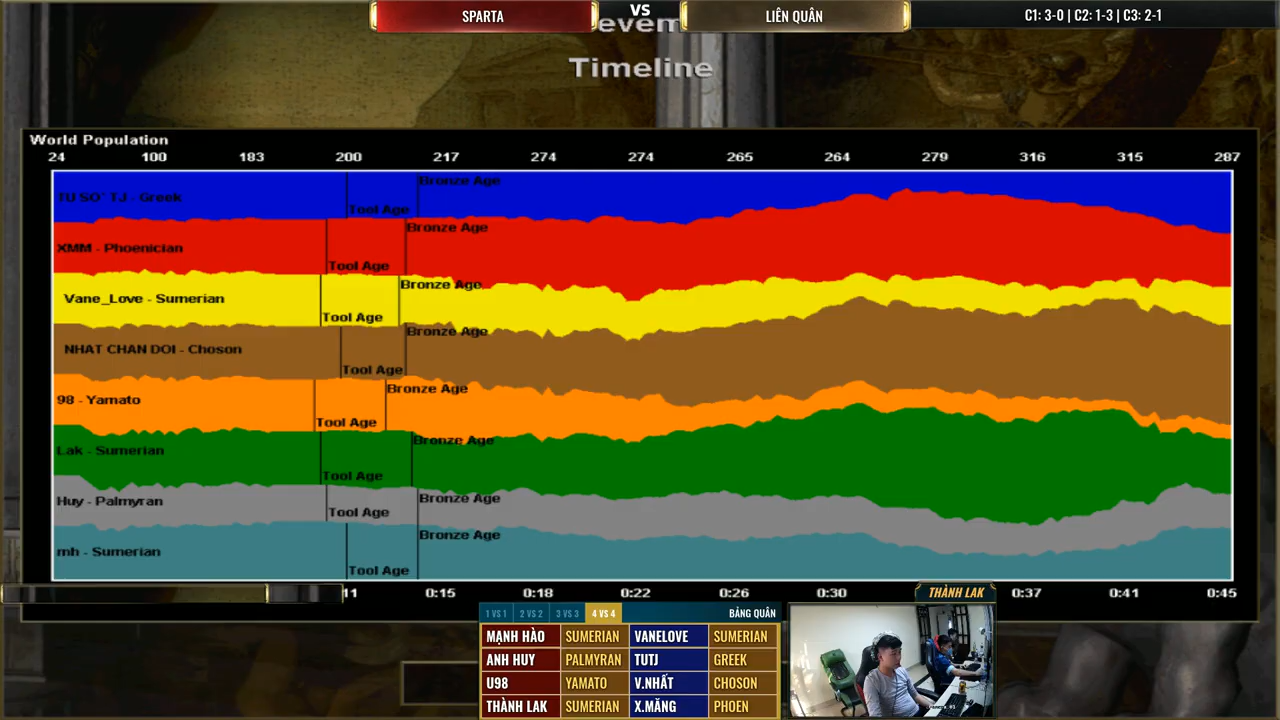 SPARTA
VS
LIÊN QUÂN
C1: 3-0 | C2: 1-3 | C3: 2-1
Timeline
World Population
24 100 183 200 217 274 274 265 264 279 316 315 287
TU SO` TJ - Greek
Tool Age
Bronze Age
XMM - Phoenician
Tool Age
Bronze Age
Vane_Love - Sumerian
Tool Age
Bronze Age
NHAT CHAN DOI - Choson
Tool Age
Bronze Age
98 - Yamato
Tool Age
Bronze Age
Lak - Sumerian
Tool Age
Bronze Age
Huy - Palmyran
Tool Age
Bronze Age
mh - Sumerian
Tool Age
Bronze Age
0:15 0:18 0:22 0:26 0:30 0:37 0:41 0:45
THÀNH LAK
1 VS 1 2 VS 2 3 VS 3 4 VS 4 BẢNG QUÂN
MẠNH HÀO SUMERIAN VANELOVE SUMERIAN
ANH HUY PALMYRAN TUTJ GREEK
U98 YAMATO V.NHẤT CHOSON
THÀNH LAK SUMERIAN X.MĂNG PHOEN